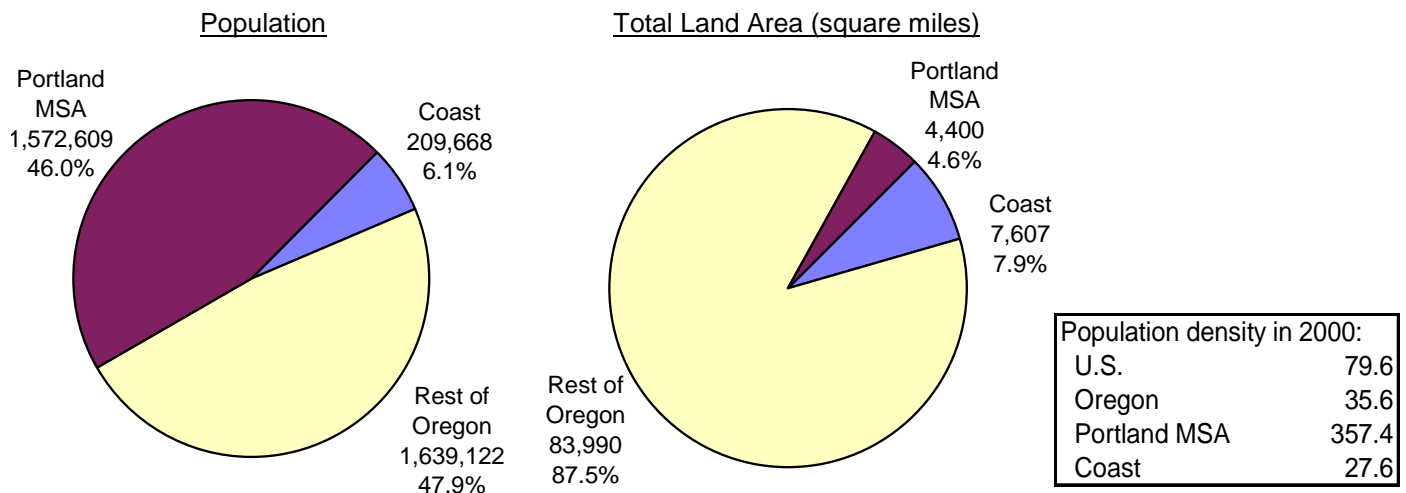 Population
Portland
MSA
1,572,609
46.0%
Coast
209,668
6.1%
Rest of
Oregon
1,639,122
47.9%
Total Land Area (square miles)
Portland
MSA
4,400
4.6%
Coast
7,607
7.9%
Rest of
Oregon
83,990
87.5%
Population density in 2000:
U.S. 79.6
Oregon 35.6
Portland MSA 357.4
Coast 27.6